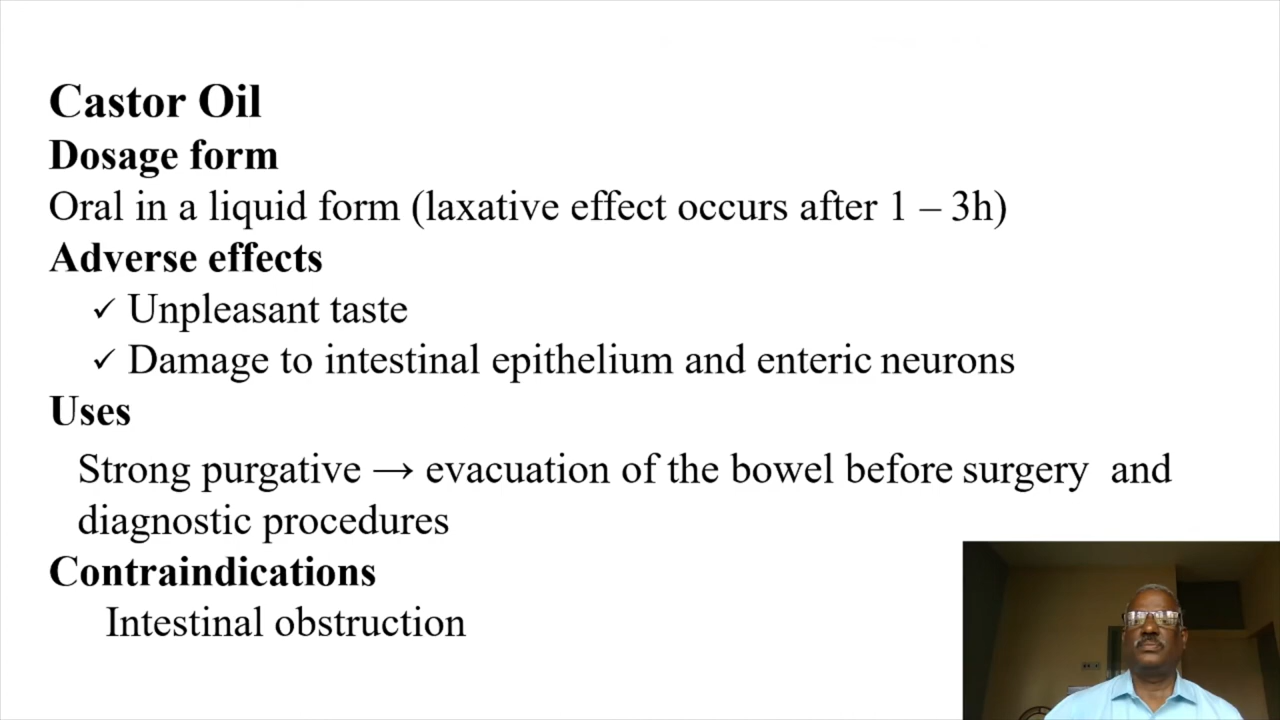 Castor Oil
Dosage form
Oral in a liquid form (laxative effect occurs after 1 – 3h)
Adverse effects
✓ Unpleasant taste
✓ Damage to intestinal epithelium and enteric neurons
Uses
Strong purgative → evacuation of the bowel before surgery and
diagnostic procedures
Contraindications
Intestinal obstruction